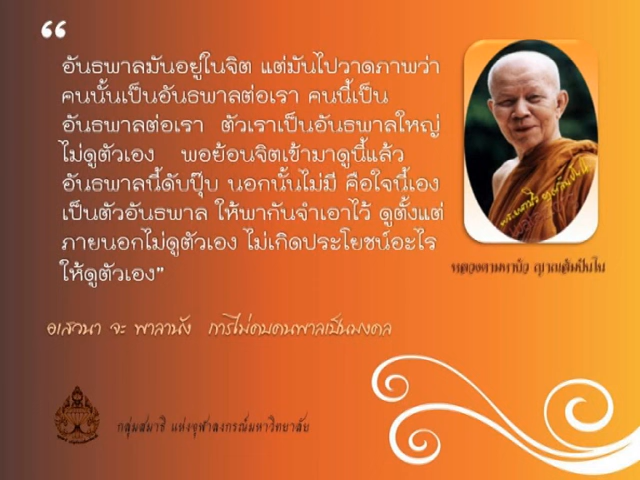 “
อันธพาลมันอยู่ในจิต แต่มันไปวาดภาพว่า
คนนั้นเป็นอันธพาลต่อเรา คนนี้เป็น
อันธพาลต่อเรา ตัวเราเป็นอันธพาลใหญ่
ไม่ดูตัวเอง พอย้อนจิตเข้ามาดูนี้แล้ว
อันธพาลนี้ดับปุ๊บ นอกนั้นไม่มี คือใจนี้เอง
เป็นตัวอันธพาล ให้พากันจำเอาไว้ ดูตั้งแต่
ภายนอกไม่ดูตัวเอง ไม่เกิดประโยชน์อะไร
ให้ดูตัวเอง”
หลวงตามหาบัว ญาณสัมปันโน
อเสวนา จะ พาลานัง การไม่คบคนพาลเป็นมงคล
กลุ่มสมาธิ แห่งจุฬาลงกรณ์มหาวิทยาลัย